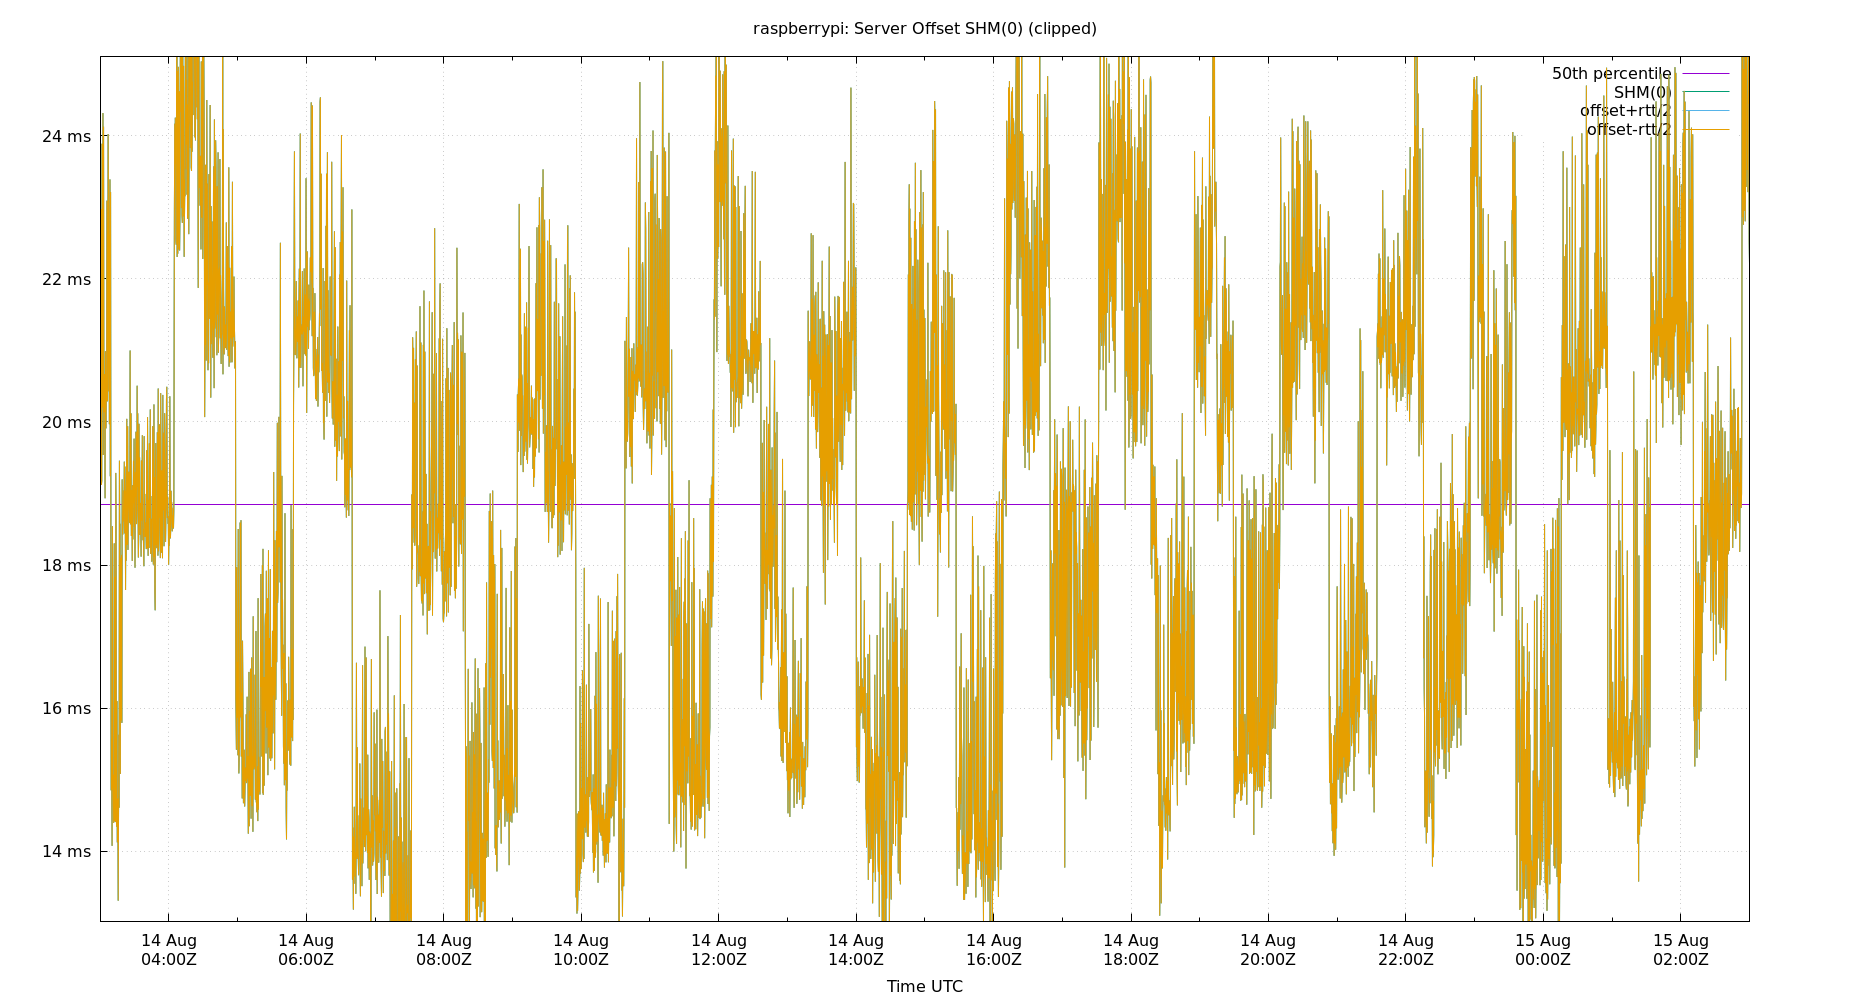 raspberrypi: Server Offset SHM(0) (clipped)
50th percentile
SHM(0)
offset+rtt/2
offset-rtt/2
24 ms
22 ms
20 ms
18 ms
16 ms
14 ms
14 Aug 14 Aug 14 Aug 14 Aug 14 Aug 14 Aug 14 Aug 14 Aug 14 Aug 14 Aug 15 Aug 15 Aug
04:00Z 06:00Z 08:00Z 10:00Z 12:00Z 14:00Z 16:00Z 18:00Z 20:00Z 22:00Z 00:00Z 02:00Z
Time UTC